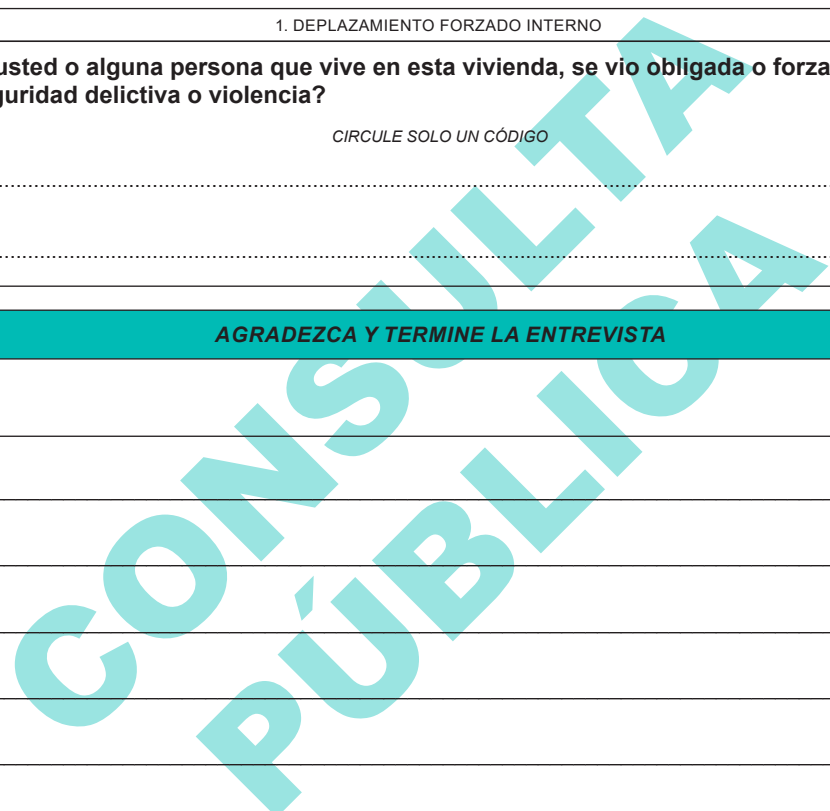 1. DEPLAZAMIENTO FORZADO INTERNO
usted o alguna persona que vive en esta vivienda, se vio obligada o forza
guridad delictiva o violencia?
CIRCULE SOLO UN CÓDIGO
AGRADEZCA Y TERMINE LA ENTREVISTA
CONSULTA
PÚBLICA